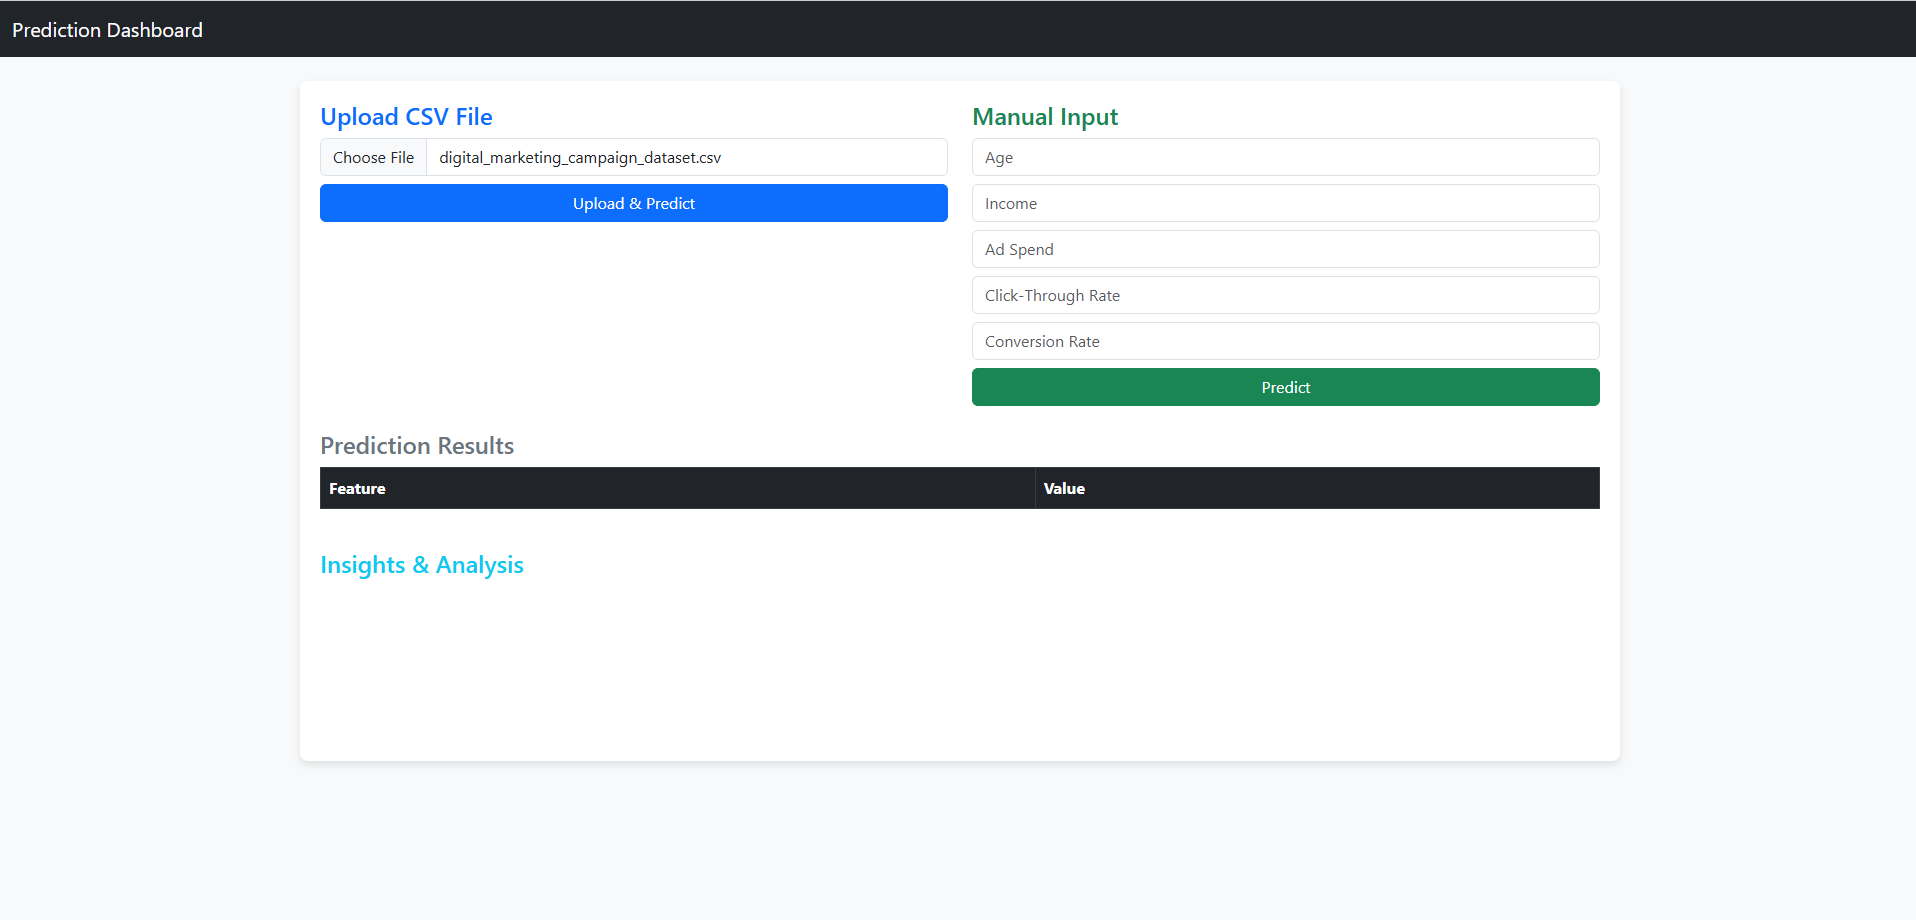 Prediction Dashboard
Upload CSV File
Choose File digital_marketing_campaign_dataset.csv
Upload & Predict
Manual Input
Age
Income
Ad Spend
Click-Through Rate
Conversion Rate
Predict
Prediction Results
Feature Value
Insights & Analysis